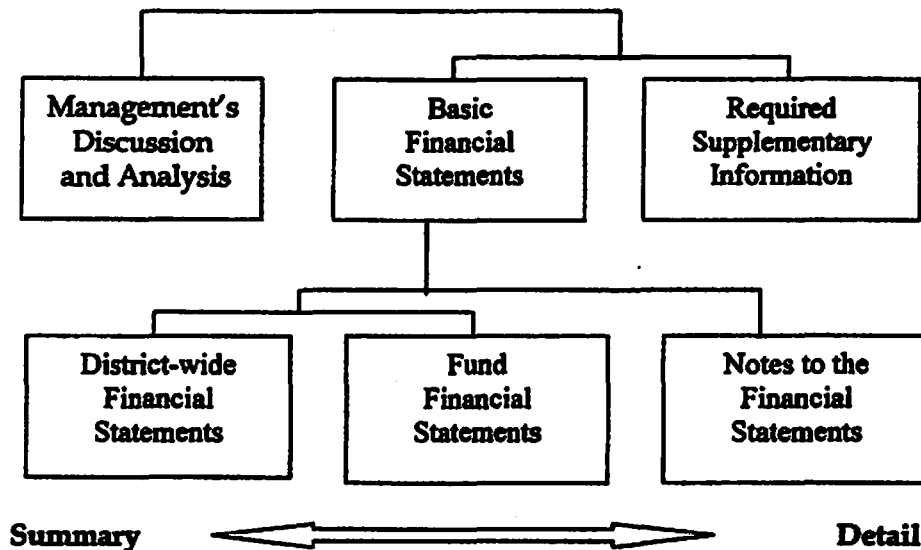 Management's
Discussion
and Analysis
Basic
Financial
Statements
Required
Supplementary
Information
District-wide
Financial
Statements
Fund
Financial
Statements
Notes to the
Financial
Statements
Summary
Detail